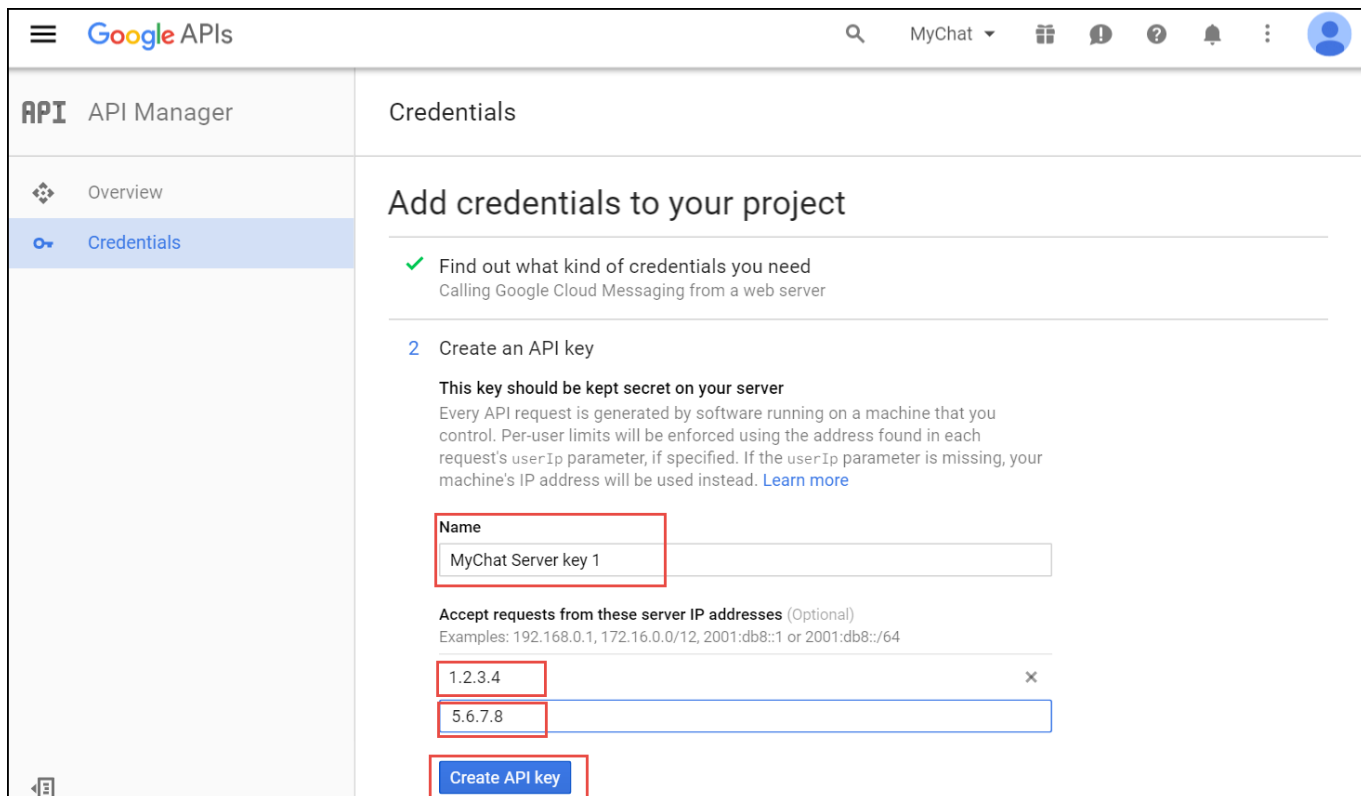 Google APIs
MyChat
API API Manager
Credentials
Overview
Credentials
Add credentials to your project
Find out what kind of credentials you need
Calling Google Cloud Messaging from a web server
2 Create an API key
This key should be kept secret on your server
Every API request is generated by software running on a machine that you
control. Per-user limits will be enforced using the address found in each
request's userIp parameter, if specified. If the userIp parameter is missing, your
machine's IP address will be used instead. Learn more
Name
MyChat Server key 1
Accept requests from these server IP addresses (Optional)
Examples: 192.168.0.1, 172.16.0.0/12, 2001:db8::1 or 2001:db8::/64
1.2.3.4
5.6.7.8
Create API key